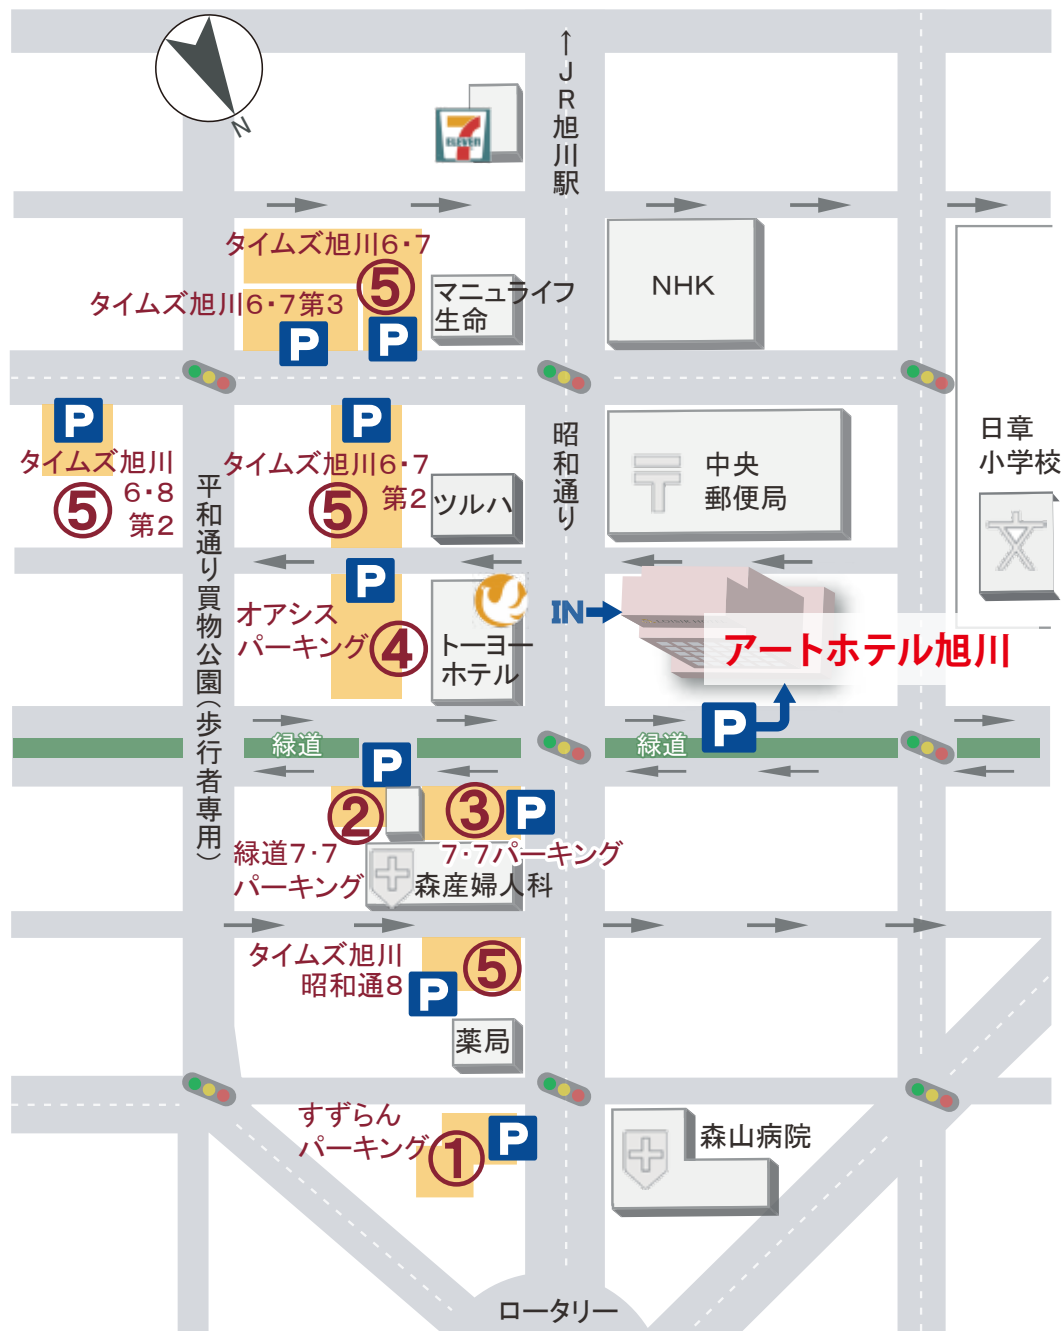 N
↑JR旭川駅
ELEVEN
タイムズ旭川6・7
⑤
タイムズ旭川6・7第3
P
P
マニュライフ
生命
NHK
P
タイムズ旭川
6・8
第2
⑤
P
タイムズ旭川6・7
第2
⑤
ツルハ
昭和通り
中央
郵便局
日章
小学校
文
平和通り買物公園(歩行者専用)
P
オアシス
パーキング
④
トーヨー
ホテル
IN
アートホテル旭川
P
緑道
緑道
P
②
③
P
緑道7・7
パーキング
7・7パーキング
森産婦人科
タイムズ旭川
昭和通8
⑤
P
薬局
すずらん
パーキング
①
P
森山病院
ロータリー